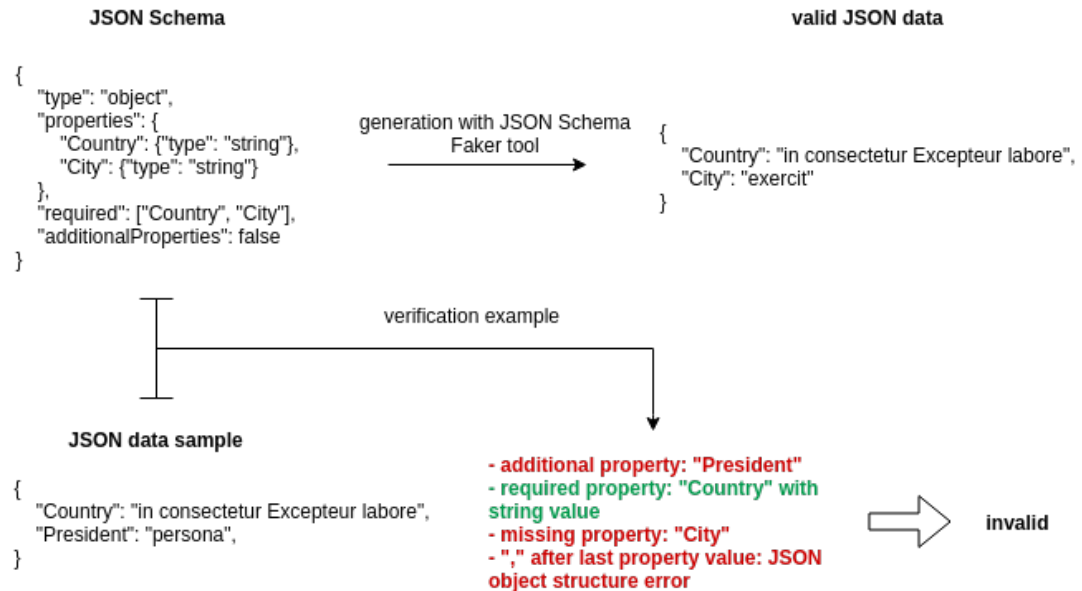 JSON Schema
valid JSON data
{
"type": "object",
"properties": {
"Country": {"type": "string"},
"City": {"type": "string"}
},
"required": ["Country", "City"],
"additionalProperties": false
}
generation with JSON Schema
Faker tool
{
"Country": "in consectetur Excepteur labore",
"City": "exercit"
}
verification example
JSON data sample
{
"Country": "in consectetur Excepteur labore",
"President": "persona",
}
- additional property: "President"
- required property: "Country" with
string value
- missing property: "City"
- "," after last property value: JSON
object structure error
invalid